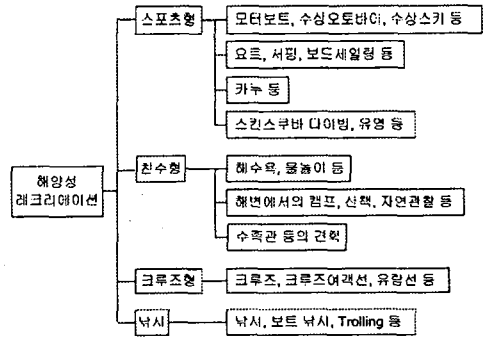 스포츠형
모터보트, 수상오토바이, 수상스키 등
요트, 서핑, 보드세일링 등
카누 등
스킨스쿠바 다이빙, 유영 등
해양성
레크리에이션
친수형
해수욕, 물놀이 등
해변에서의 캠프, 산책, 자연관찰 등
수족관 등의 견학
크루즈형
크루즈, 크루즈여객선, 유람선 등
낚시
낚시, 보트 낚시, Trolling 등